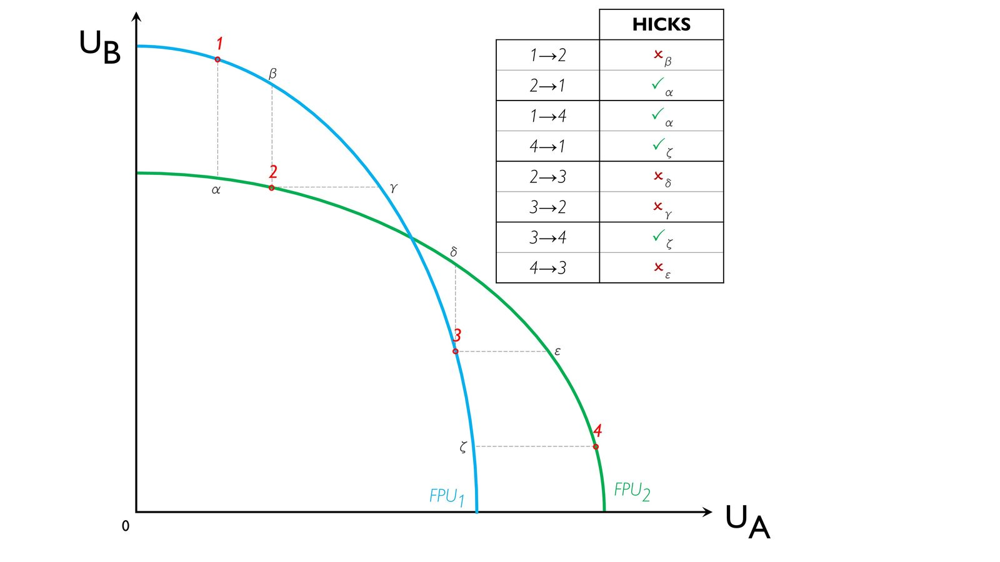 U_B
1
β
2
α
γ
δ
3
ε
4
ζ
FPU_1
FPU_2
0
U_A
HICKS
1→2 ×_β
2→1 ✓_α
1→4 ✓_α
4→1 ✓_ζ
2→3 ×_δ
3→2 ×_γ
3→4 ✓_ζ
4→3 ×_ε